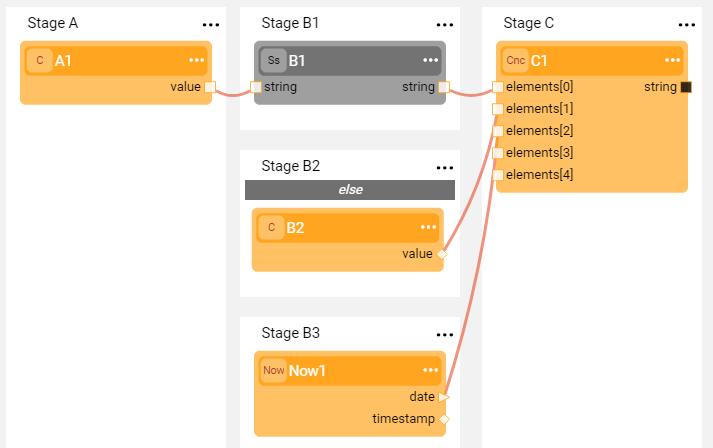 Stage A
C A1
value
Stage B1
Ss B1
string string
Stage B2
else
C B2
value
Stage B3
Now Now1
date
timestamp
Stage C
Cnc C1
elements[0] string
elements[1]
elements[2]
elements[3]
elements[4]